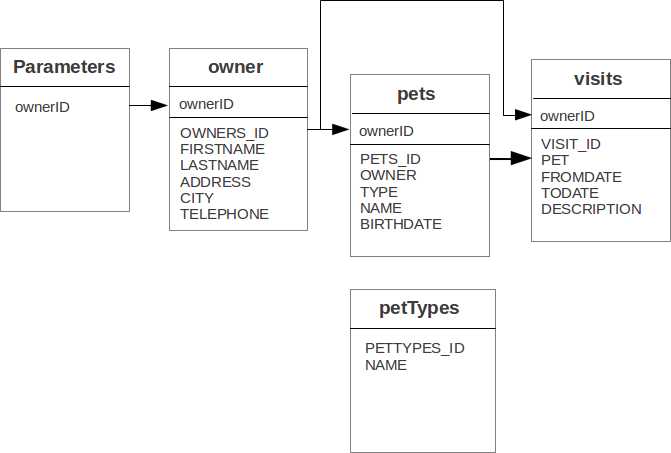 Parameters
ownerID
owner
ownerID
OWNERS_ID
FIRSTNAME
LASTNAME
ADDRESS
CITY
TELEPHONE
pets
ownerID
PETS_ID
OWNER
TYPE
NAME
BIRTHDATE
visits
ownerID
VISIT_ID
PET
FROMDATE
TODATE
DESCRIPTION
petTypes
PETTYPES_ID
NAME